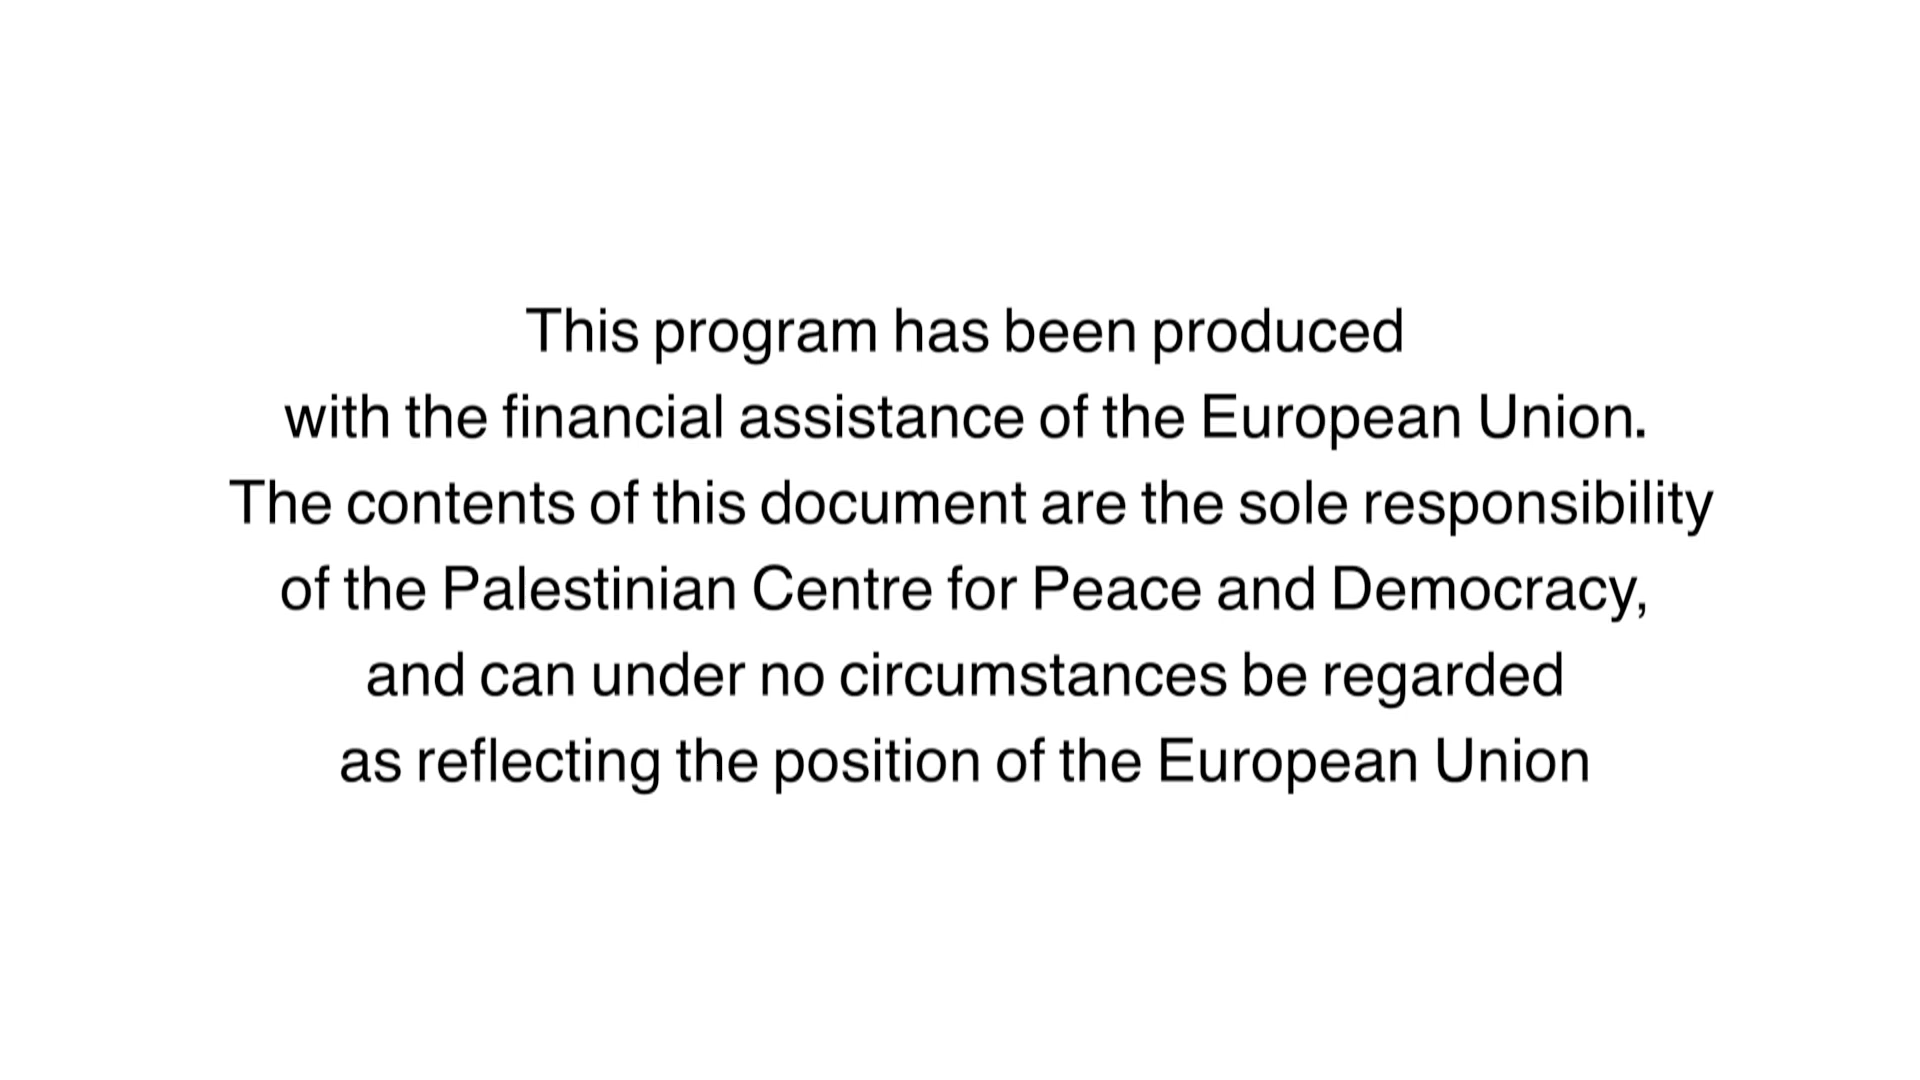 This program has been produced
with the financial assistance of the European Union.
The contents of this document are the sole responsibility
of the Palestinian Centre for Peace and Democracy,
and can under no circumstances be regarded
as reflecting the position of the European Union